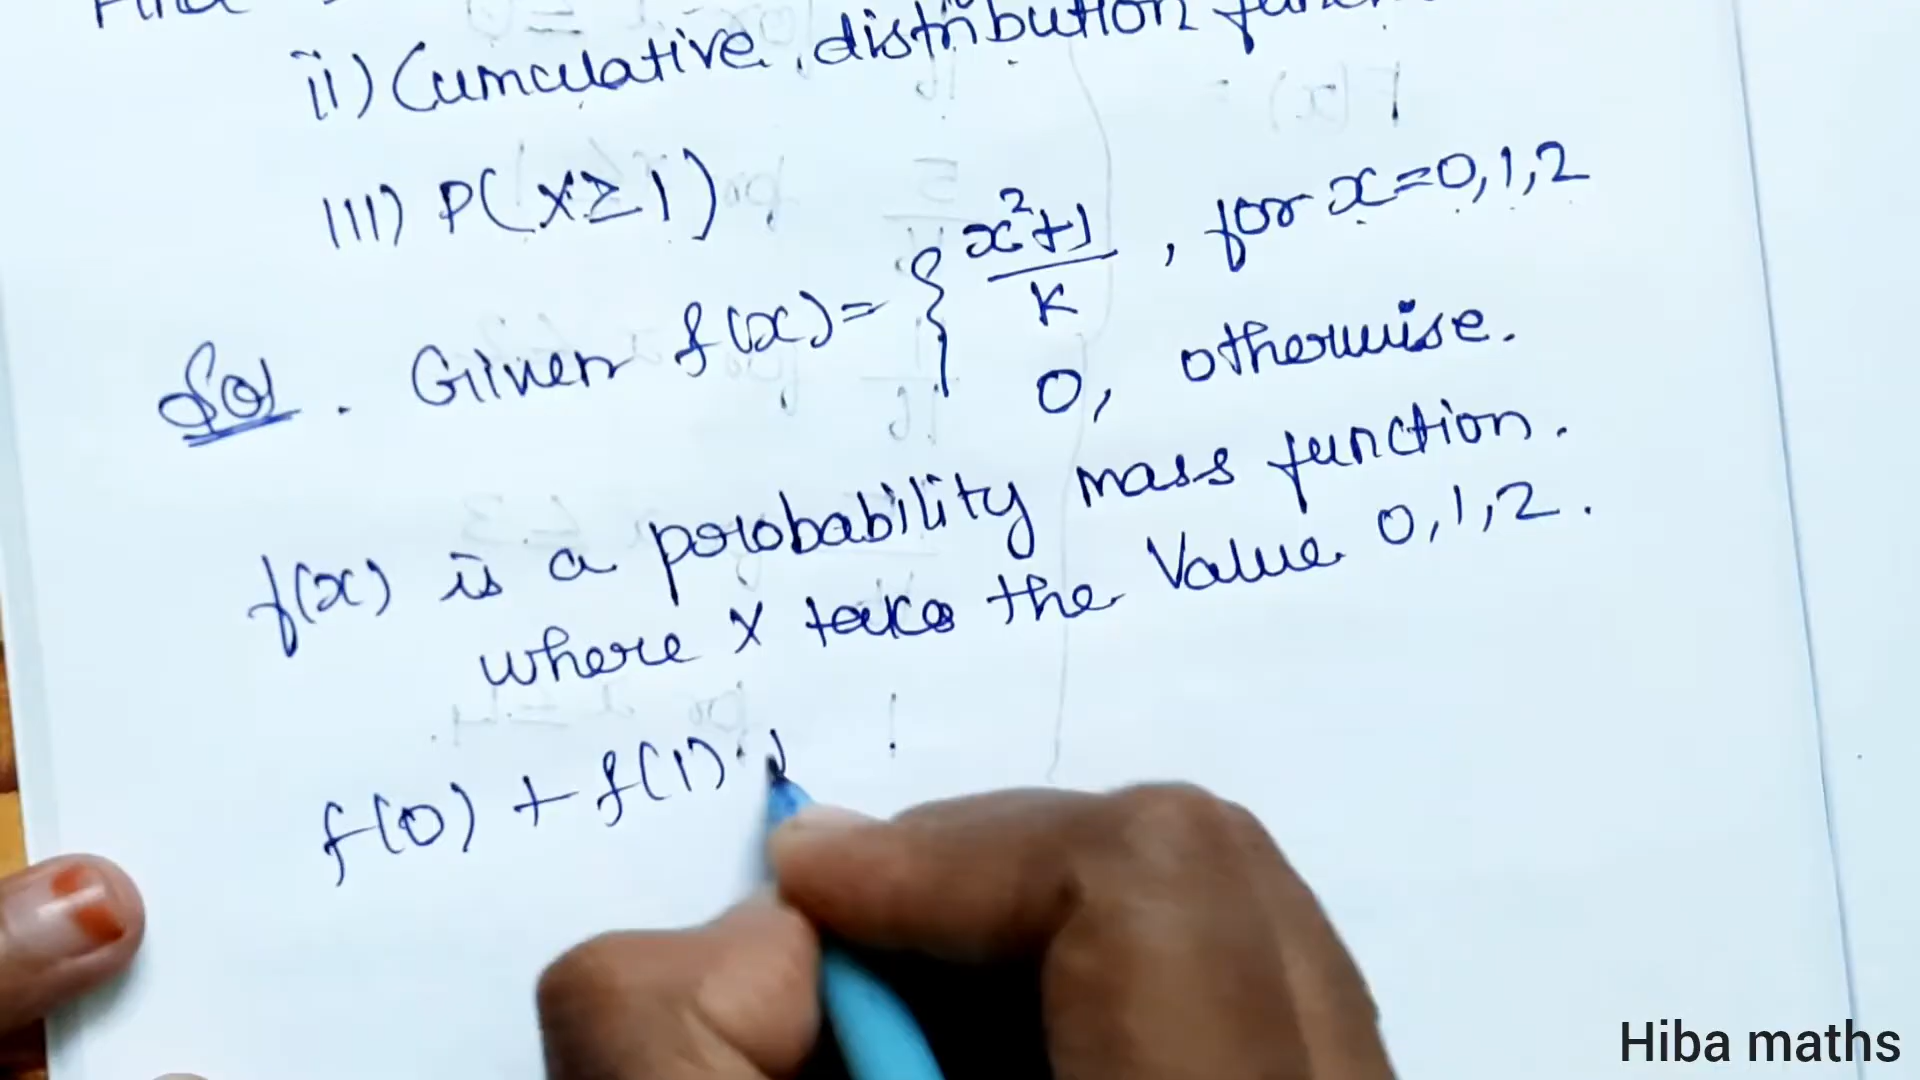 ii) Cumulative distribution
iii) P(X≥1)
Sol. Given f(x) = { x²+1 / k , for x=0,1,2
0, otherwise.
f(x) is a probability mass function.
where X take the value 0,1,2.
f(0) + f(1)
Hiba maths